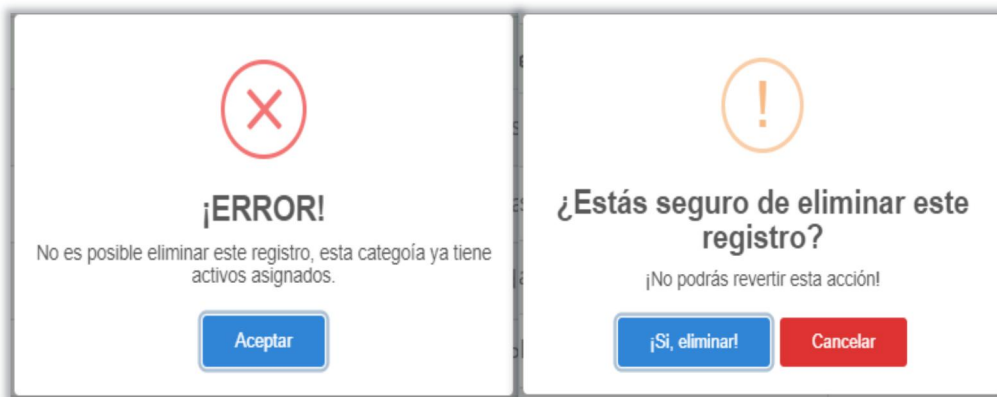 ¡ERROR!
No es posible eliminar este registro, esta categoía ya tiene
activos asignados.
Aceptar
¿Estás seguro de eliminar este
registro?
¡No podrás revertir esta acción!
¡Si, eliminar!
Cancelar